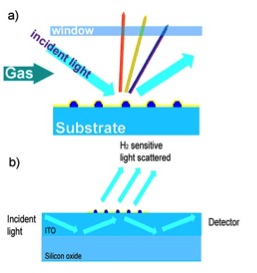 a)
window
incident light
Gas
Substrate
b)
H₂ sensitive
light scattered
Incident
light
Detector
ITO
Silicon oxide